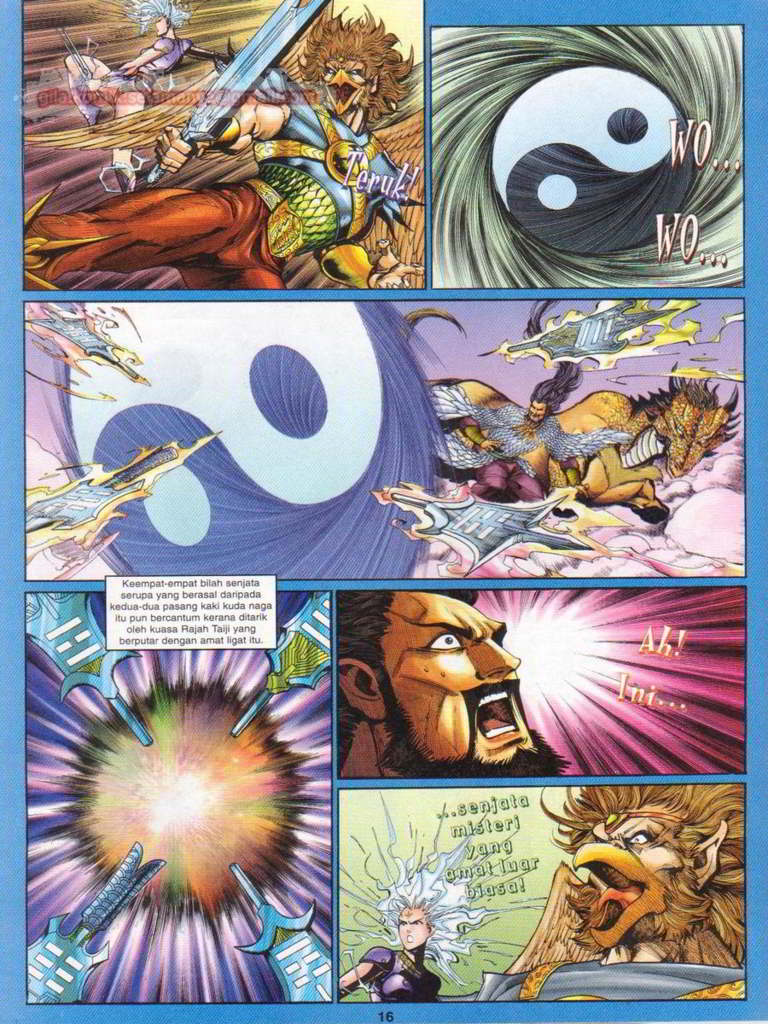 Teruk!
WO...
WO...
Keempat-empat bilah senjata
serupa yang berasal daripada
kedua-dua pasang kaki kuda naga
itu pun bercantum kerana ditarik
oleh kuasa Rajah Taiji yang
berputar dengan amat ligat itu.
Ah!
Ini...
...senjata
misteri
yang
amat luar
biasa!
16